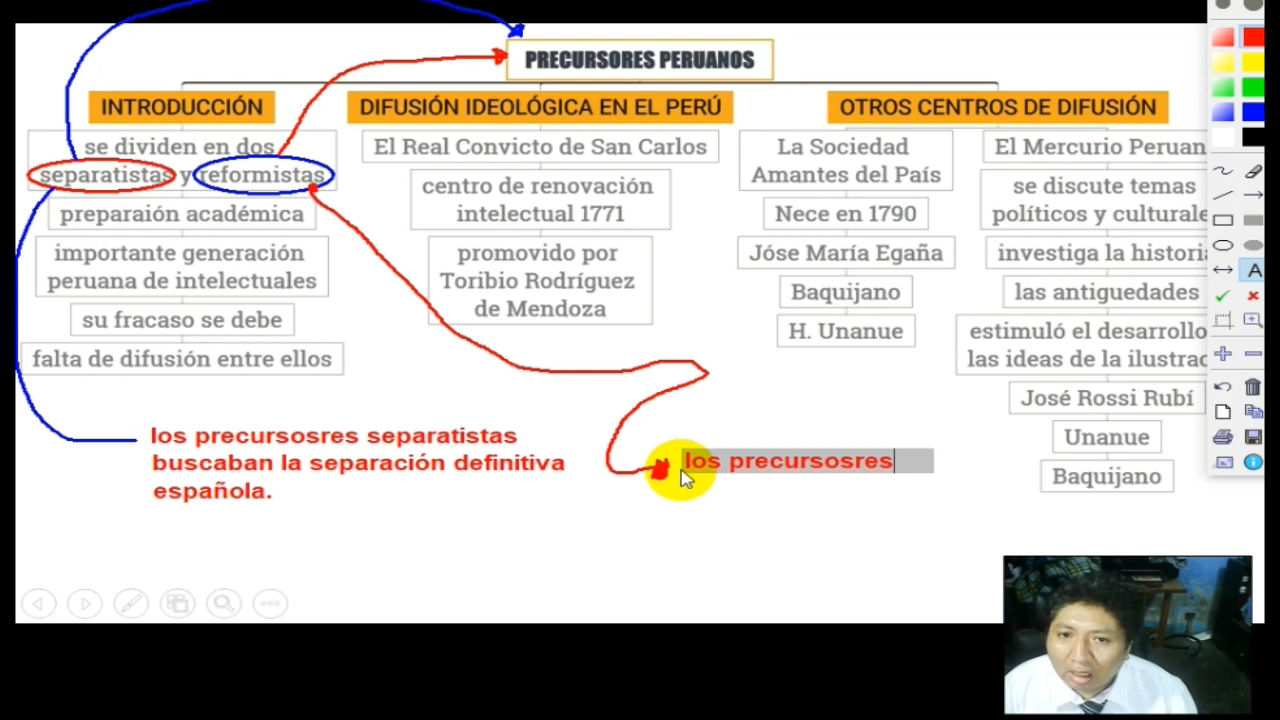 PRECURSORES PERUANOS
INTRODUCCIÓN
se dividen en dos
separatistas y reformistas
preparaión académica
importante generación
peruana de intelectuales
su fracaso se debe
falta de difusión entre ellos
DIFUSIÓN IDEOLÓGICA EN EL PERÚ
El Real Convicto de San Carlos
centro de renovación
intelectual 1771
promovido por
Toribio Rodríguez
de Mendoza
OTROS CENTROS DE DIFUSIÓN
La Sociedad
Amantes del País
Nece en 1790
Jóse María Egaña
Baquijano
H. Unanue
El Mercurio Peruan
se discute temas
políticos y culturale
investiga la histori
las antiguedades
estimuló el desarrollo
las ideas de la ilustrac
José Rossi Rubí
Unanue
Baquijano
los precursosres separatistas
buscaban la separación definitiva
española.
los precursosres
A